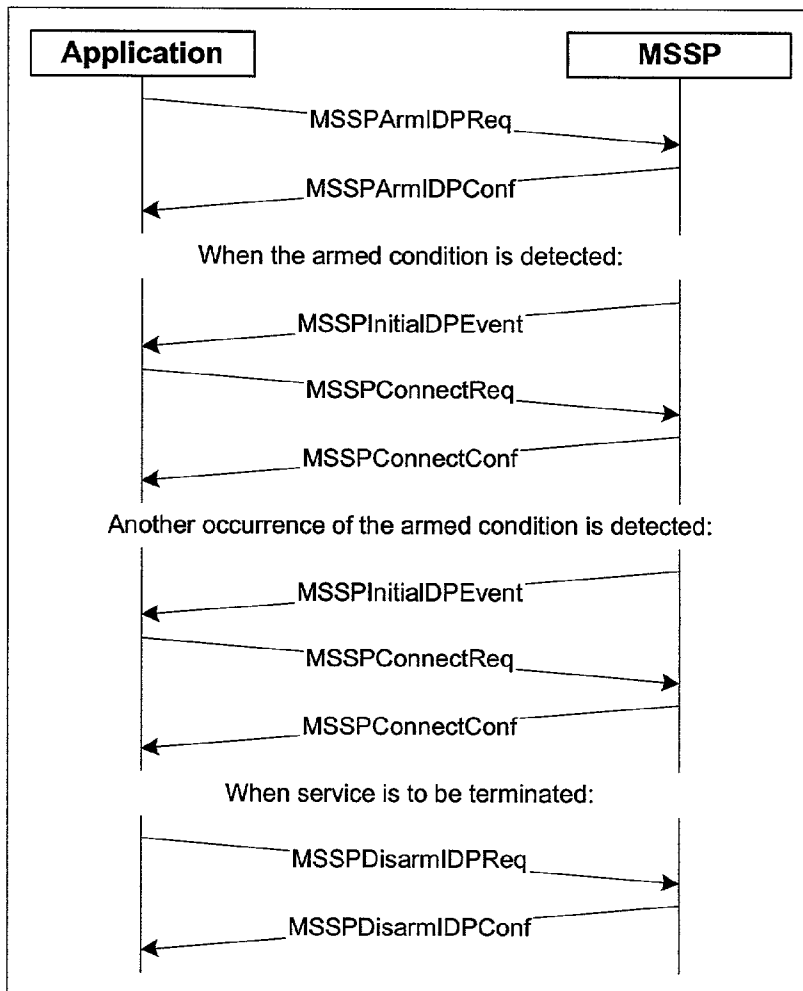 Application
MSSP
MSSPArmIDPReq
MSSPArmIDPConf
When the armed condition is detected:
MSSPInitialDPEvent
MSSPConnectReq
MSSPConnectConf
Another occurrence of the armed condition is detected:
MSSPInitialDPEvent
MSSPConnectReq
MSSPConnectConf
When service is to be terminated:
MSSPDisarmIDPReq
MSSPDisarmIDPConf